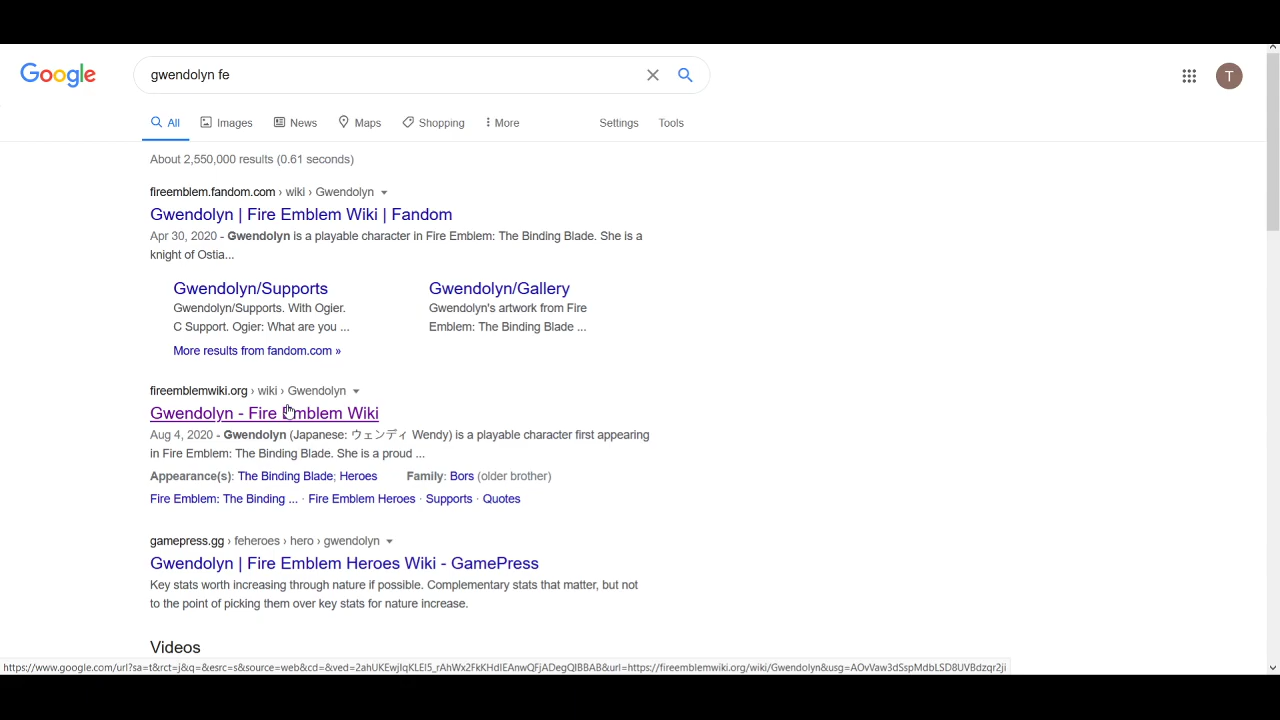 Google
gwendolyn fe
T
All Images News Maps Shopping More Settings Tools
About 2,550,000 results (0.61 seconds)
fireemblem.fandom.com › wiki › Gwendolyn
Gwendolyn | Fire Emblem Wiki | Fandom
Apr 30, 2020 - Gwendolyn is a playable character in Fire Emblem: The Binding Blade. She is a
knight of Ostia...
Gwendolyn/Supports
Gwendolyn/Supports. With Ogier.
C Support. Ogier: What are you ...
Gwendolyn/Gallery
Gwendolyn's artwork from Fire
Emblem: The Binding Blade ...
More results from fandom.com »
fireemblemwiki.org › wiki › Gwendolyn
Gwendolyn - Fire Emblem Wiki
Aug 4, 2020 - Gwendolyn (Japanese: ウェンディ Wendy) is a playable character first appearing
in Fire Emblem: The Binding Blade. She is a proud ...
Appearance(s): The Binding Blade; Heroes Family: Bors (older brother)
Fire Emblem: The Binding ... · Fire Emblem Heroes · Supports · Quotes
gamepress.gg › feheroes › hero › gwendolyn
Gwendolyn | Fire Emblem Heroes Wiki - GamePress
Key stats worth increasing through nature if possible. Complementary stats that matter, but not
to the point of picking them over key stats for nature increase.
Videos